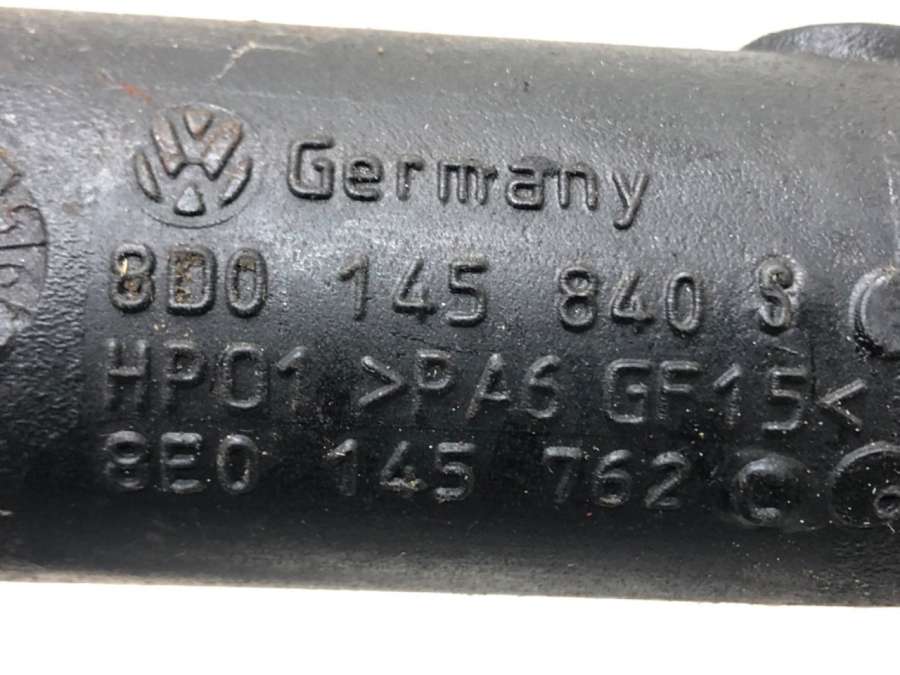 Germany
8D0 145 840 S
HP01 >PA6 GF15<
8E0 145 762 C